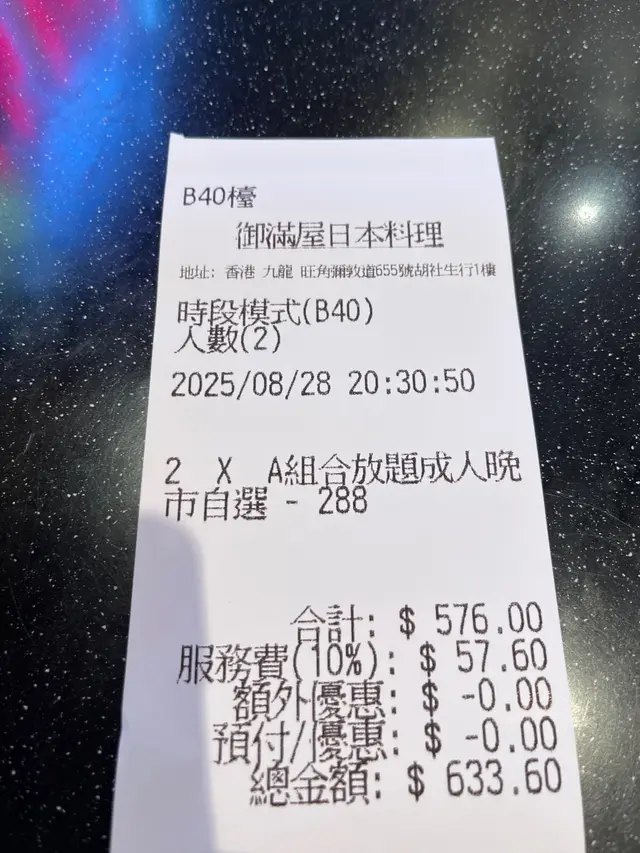 B40檯
御滿屋日本料理
地址: 香港 九龍 旺角彌敦道655號胡社生行1樓
時段模式(B40)
人數(2)
2025/08/28 20:30:50
2 X A組合放題成人晚
市自選 - 288
合計: $ 576.00
服務費(10%): $ 57.60
額外優惠: $ -0.00
預付/優惠: $ -0.00
總金額: $ 633.60